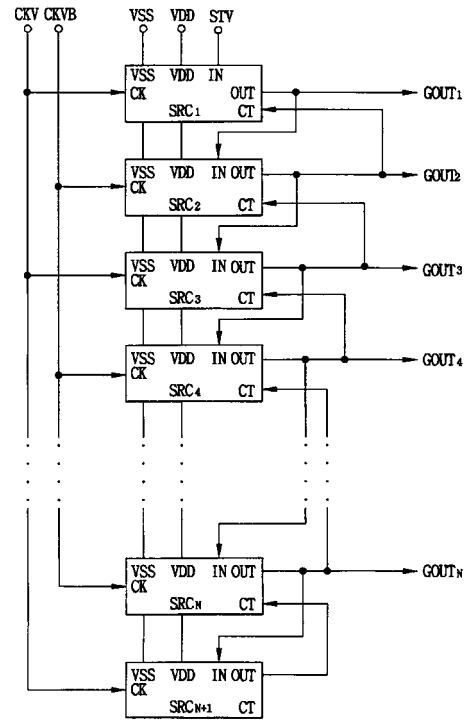 CKV CKVB VSS VDD STV
VSS VDD IN
CK OUT GOUT1
SRC1 CT
VSS VDD IN OUT GOUT2
CK
SRC2 CT
VSS VDD IN OUT GOUT3
CK
SRC3 CT
VSS VDD IN OUT GOUT4
CK
SRC4 CT
VSS VDD IN OUT GOUTN
CK
SRCN CT
VSS VDD IN OUT
CK
SRCN+1 CT